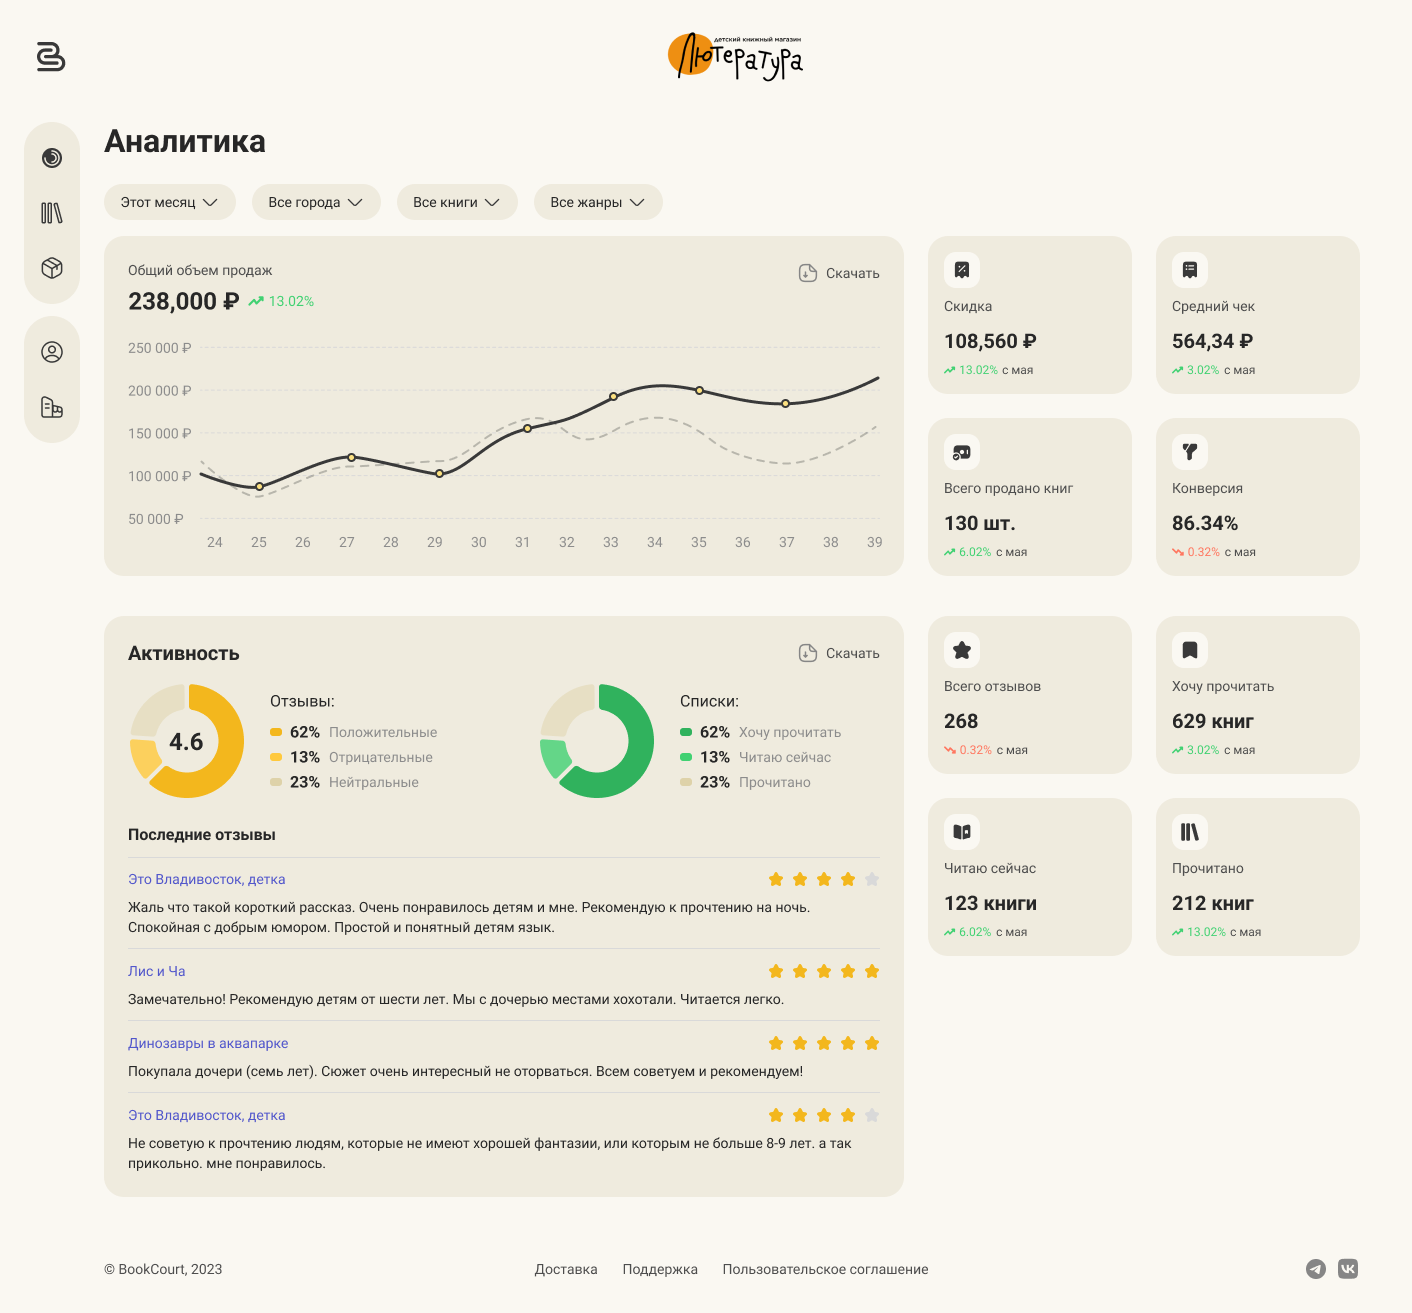 детский книжный магазин
Лютература
Аналитика
Этот месяц
Все города
Все книги
Все жанры
Общий объем продаж
Скачать
238,000 ₽
13.02%
250 000 ₽
200 000 ₽
150 000 ₽
100 000 ₽
50 000 ₽
24 25 26 27 28 29 30 31 32 33 34 35 36 37 38 39
Скидка
108,560 ₽
13.02% с мая
Средний чек
564,34 ₽
3.02% с мая
Всего продано книг
130 шт.
6.02% с мая
Конверсия
86.34%
0.32% с мая
Активность
Скачать
4.6
Отзывы:
62% Положительные
13% Отрицательные
23% Нейтральные
Списки:
62% Хочу прочитать
13% Читаю сейчас
23% Прочитано
Последние отзывы
Это Владивосток, детка
Жаль что такой короткий рассказ. Очень понравилось детям и мне. Рекомендую к прочтению на ночь.
Спокойная с добрым юмором. Простой и понятный детям язык.
Лис и Ча
Замечательно! Рекомендую детям от шести лет. Мы с дочерью местами хохотали. Читается легко.
Динозавры в аквапарке
Покупала дочери (семь лет). Сюжет очень интересный не оторваться. Всем советуем и рекомендуем!
Это Владивосток, детка
Не советую к прочтению людям, которые не имеют хорошей фантазии, или которым не больше 8-9 лет. а так
прикольно. мне понравилось.
Всего отзывов
268
0.32% с мая
Хочу прочитать
629 книг
3.02% с мая
Читаю сейчас
123 книги
6.02% с мая
Прочитано
212 книг
13.02% с мая
© BookCourt, 2023
Доставка
Поддержка
Пользовательское соглашение